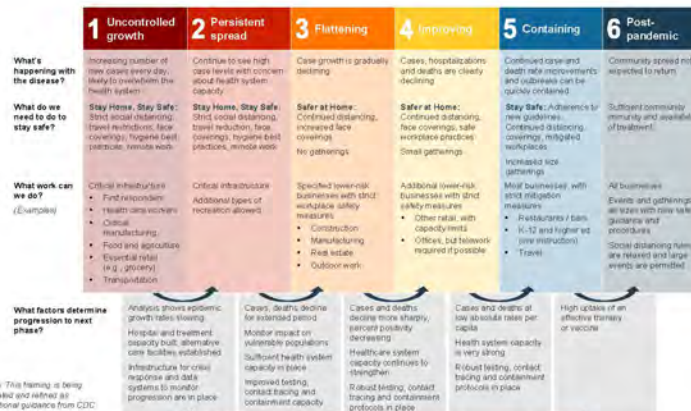 1 Uncontrolled growth
2 Persistent spread
3 Flattening
4 Improving
5 Containing
6 Post-pandemic
What's
happening with
the disease?
Increasing number of
new cases every day,
likely to overwhelm the
health system
Continue to see high
case levels with concern
about health system
capacity
Case growth is gradually
declining
Cases, hospitalizations
and deaths are clearly
declining
Continued case and
death rate improvements
and outbreaks can be
quickly contained
Community spread not
expected to return
What do we
need to do to
stay safe?
Stay Home, Stay Safe:
Strict social distancing,
travel restrictions, face
coverings, hygiene best
practices, remote work
Stay Home, Stay Safe:
Strict social distancing,
travel reduction, face
coverings, hygiene best
practices, remote work
Safer at Home:
Continued distancing,
increased face
coverings
No gatherings
Safer at Home:
Continued distancing,
face coverings, safe
workplace practices
Small gatherings
Stay Safe: Adherence to
new guidelines.
Continued distancing,
coverings, mitigated
workplaces
Increased size
gatherings
Sufficient community
immunity and availab
of treatment
What work can
we do?
(Examples)
Critical infrastructure
• First responders
• Health care workers
• Critical
manufacturing
• Food and agriculture
• Essential retail
(e.g., grocery)
• Transportation
Critical infrastructure
Additional types of
recreation allowed
Specified lower-risk
businesses with strict
workplace safety
measures
• Construction
• Manufacturing
• Real estate
• Outdoor work
Additional lower-risk
businesses with strict
safety measures
• Other retail, with
capacity limits
• Offices, but telework
required if possible
Most businesses, with
strict mitigation
measures
• Restaurants / bars
• K-12 and higher ed
(live instruction)
• Travel
All businesses
Events and gatherings
all sizes with new safe
guidance and
procedures
Social distancing rules
are relaxed and large
events are permitted
What factors determine
progression to next
phase?
Analysis shows epidemic
growth rates slowing
Hospital and treatment
capacity built, alternative
care facilities established
Infrastructure for crisis
response and data
systems to monitor
progression are in place
Cases, deaths decline
for extended period
Monitor impact on
vulnerable populations
Sufficient health system
capacity in place
Improved testing,
contact tracing and
containment capacity
Cases and deaths
decline more sharply,
percent positivity
decreasing
Healthcare system
capacity continues to
strengthen
Robust testing, contact
tracing and containment
protocols in place
Cases and deaths at
low absolute rates per
capita
Health system capacity
is very strong
Robust testing, contact
tracing and containment
protocols in place
High uptake of an
effective therapy
or vaccine
This framing is being
ated and refined as
tional guidance from CDC